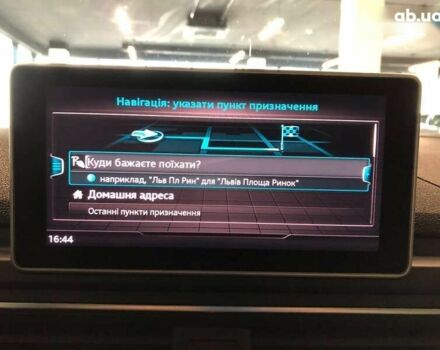 ab.ua
Навігація: указати пункт призначення
Куди бажаєте поїхати?
наприклад, "Льв Пл Рин" для "Львів Площа Ринок"
Домашня адреса
Останні пункти призначення
16:44